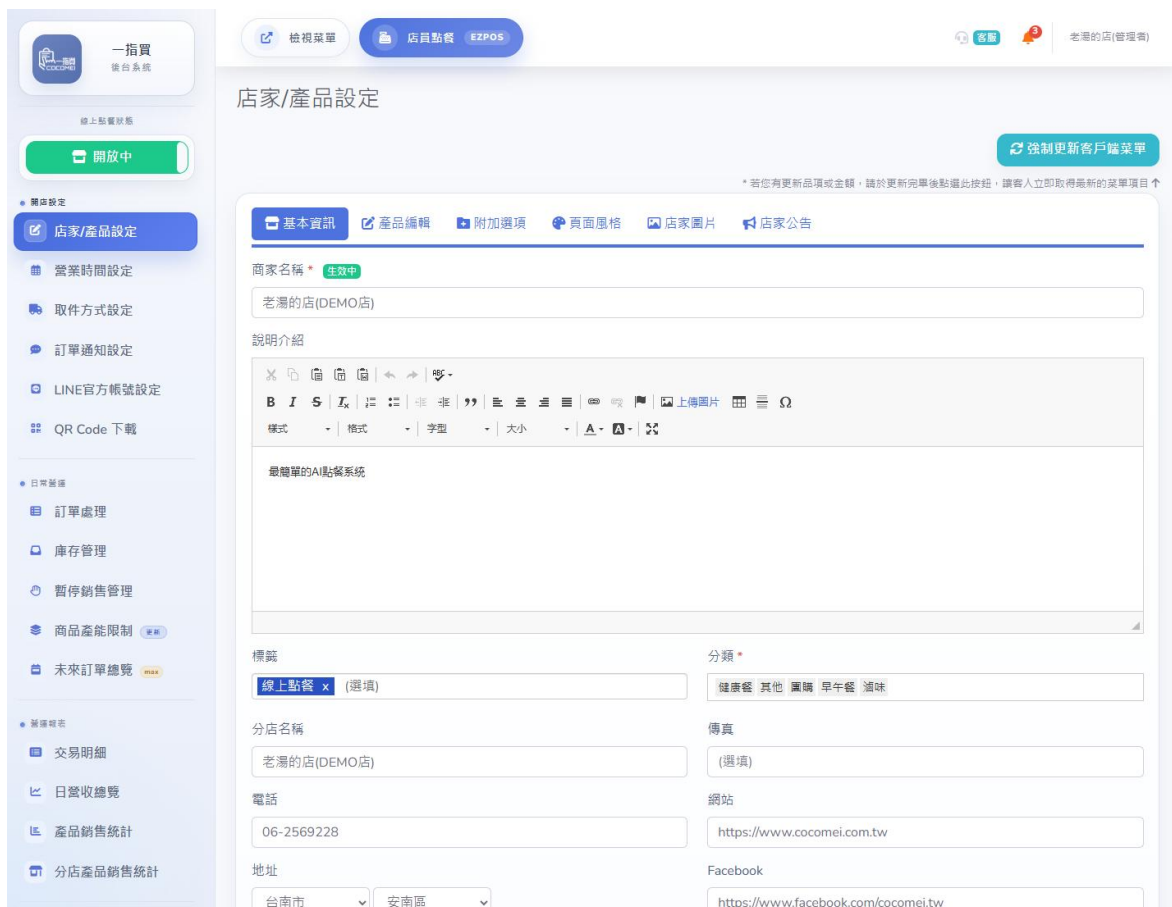 一指買
後台系統
一指買
COCOMEI
線上點餐狀態
開放中
開店設定
店家/產品設定
營業時間設定
取件方式設定
訂單通知設定
LINE官方帳號設定
QR Code 下載
日常營運
訂單處理
庫存管理
暫停銷售管理
商品產能限制 更新
未來訂單總覽 max
營運報表
交易明細
日營收總覽
產品銷售統計
分店產品銷售統計
檢視菜單
店員點餐 EZPOS
客服
3
老湯的店(管理者)
店家/產品設定
強制更新客戶端菜單
* 若您有更新品項或金額，請於更新完畢後點選此按鈕，讓客人立即取得最新的菜單項目↑
基本資訊 產品編輯 附加選項 頁面風格 店家圖片 店家公告
商家名稱 * 生效中
老湯的店(DEMO店)
說明介紹
ABC
B I S Ix 上傳圖片 Ω
樣式 格式 字型 大小 A A
最簡單的AI點餐系統
標籤
線上點餐 x (選填)
分類 *
健康餐 其他 團購 早午餐 滷味
分店名稱
老湯的店(DEMO店)
傳真
(選填)
電話
06-2569228
網站
https://www.cocomei.com.tw
地址
台南市 安南區
Facebook
https://www.facebook.com/cocomei.tw